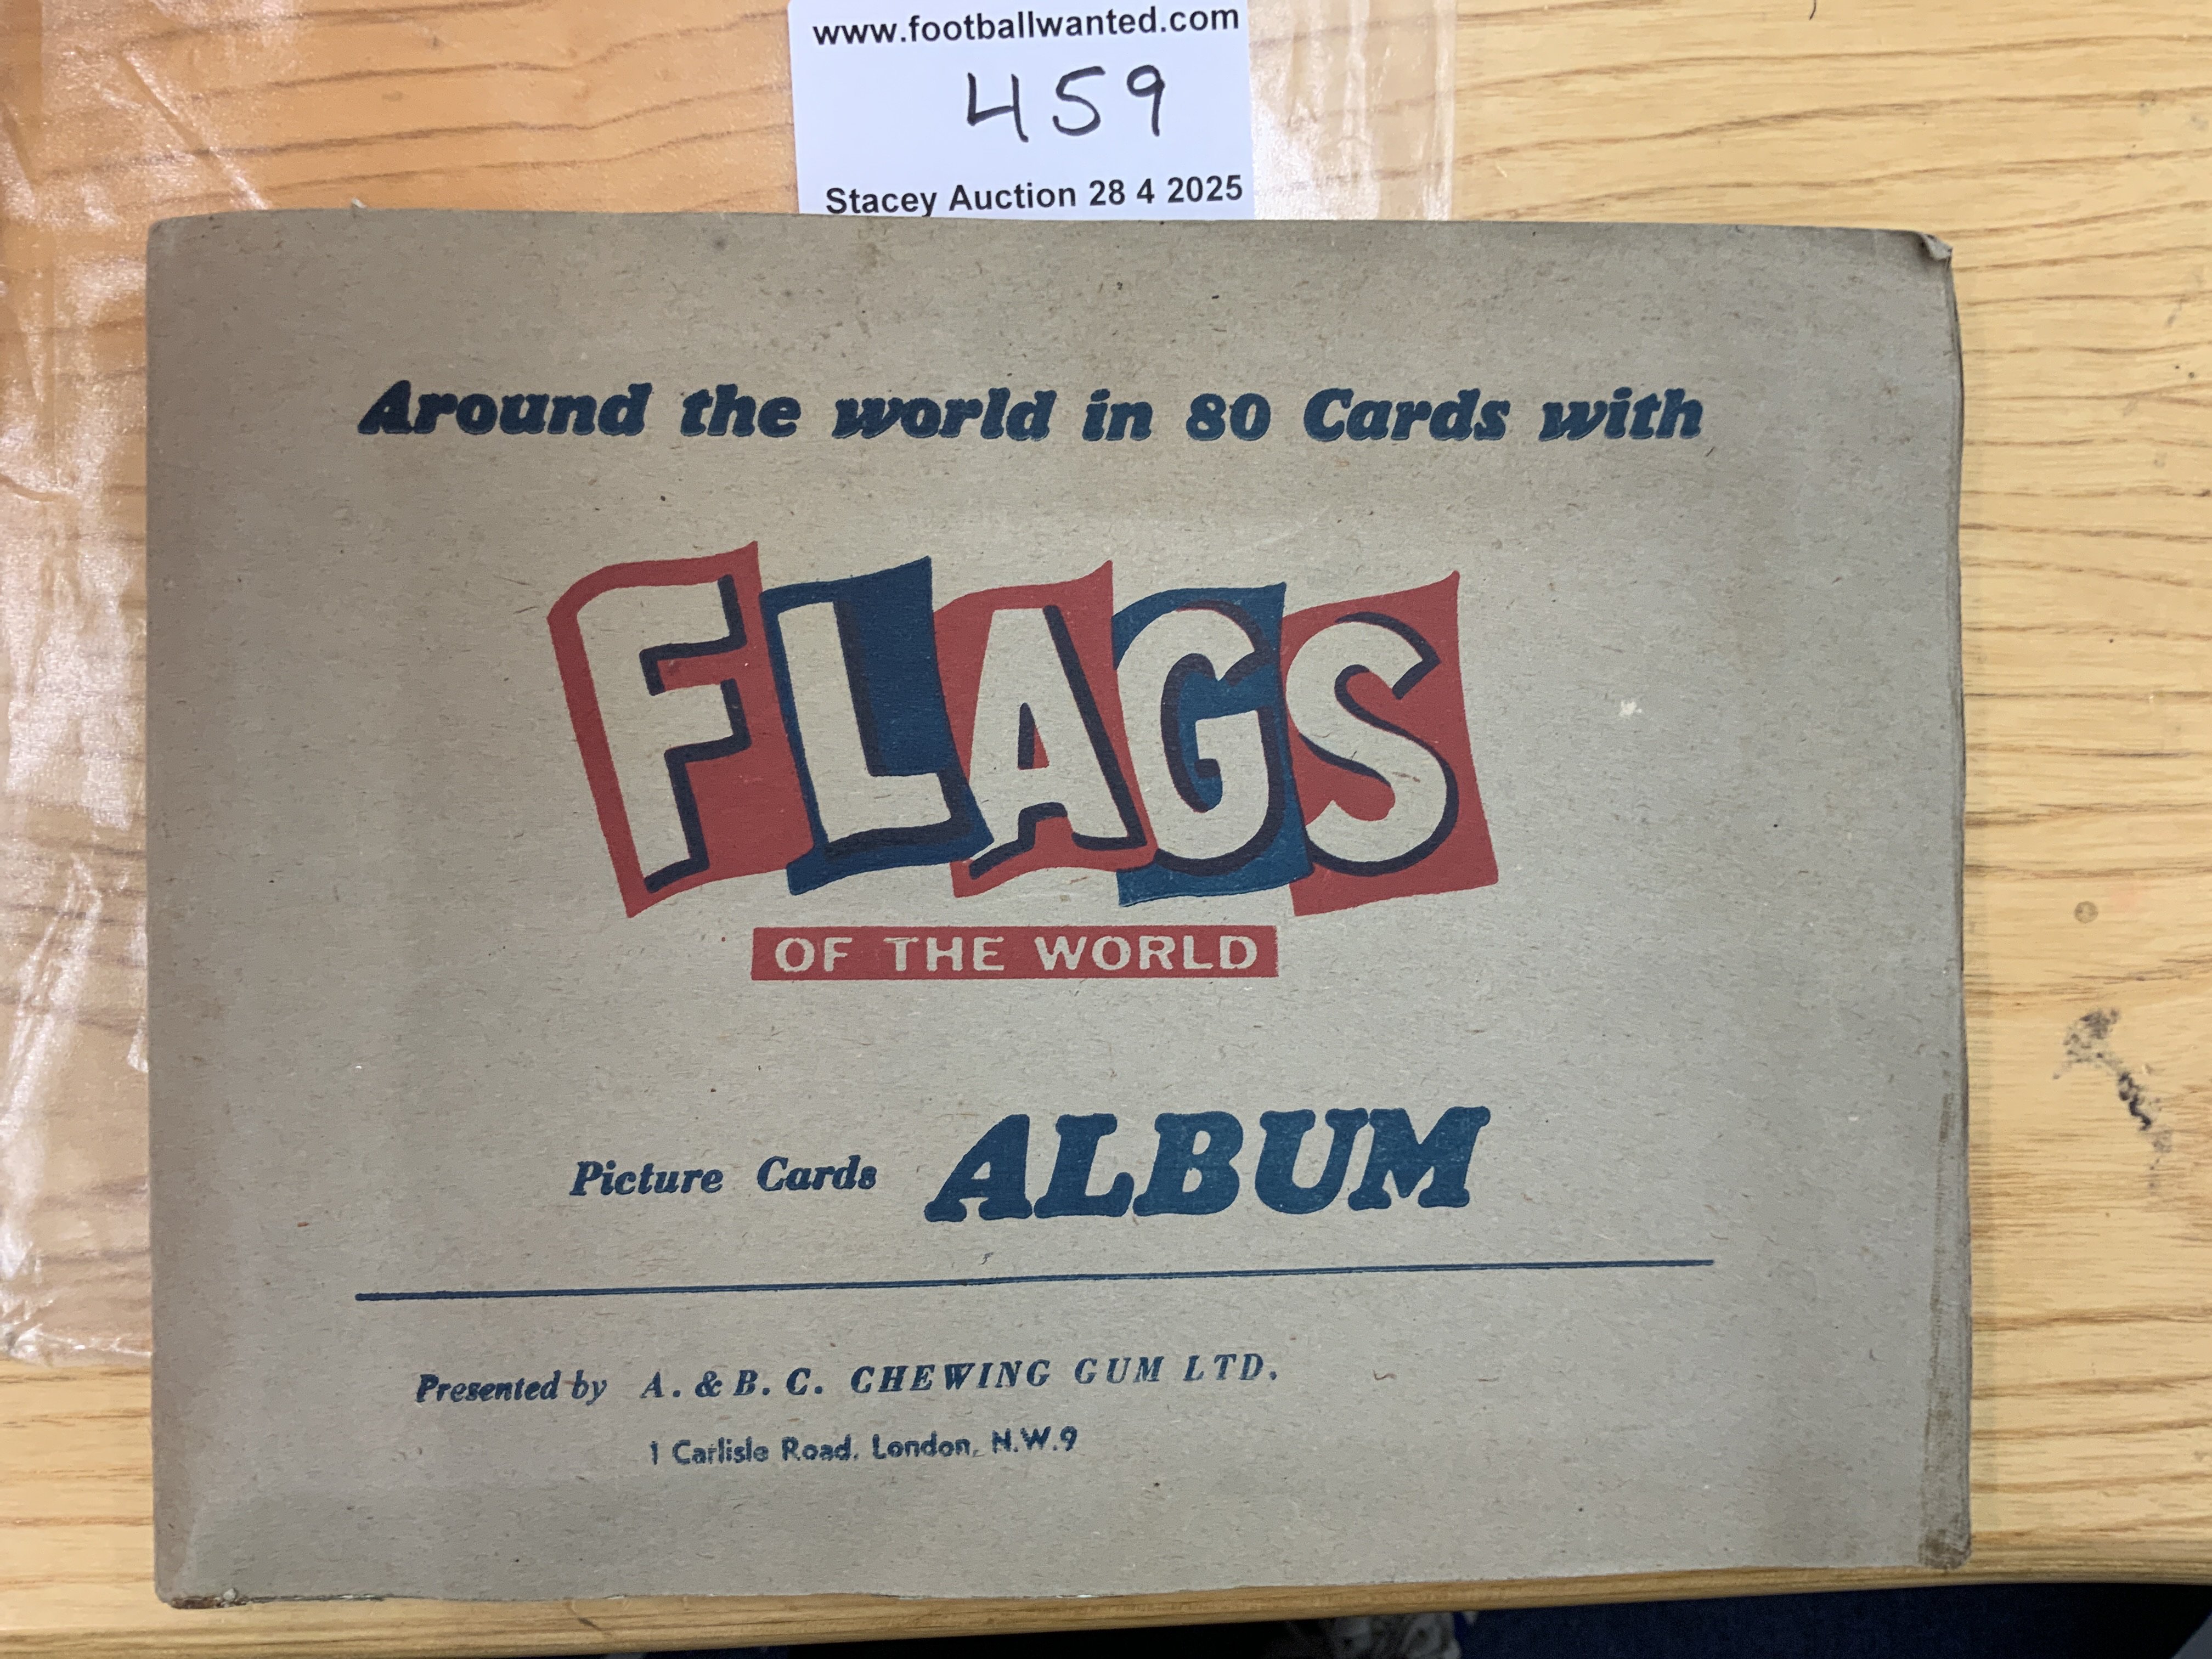 www.footballwanted.com
459
Stacey Auction 28 4 2025
Around the world in 80 Cards with
FLAGS
OF THE WORLD
Picture Cards ALBUM
Presented by A. & B. C. CHEWING GUM LTD.
1 Carlisle Road, London, N.W.9